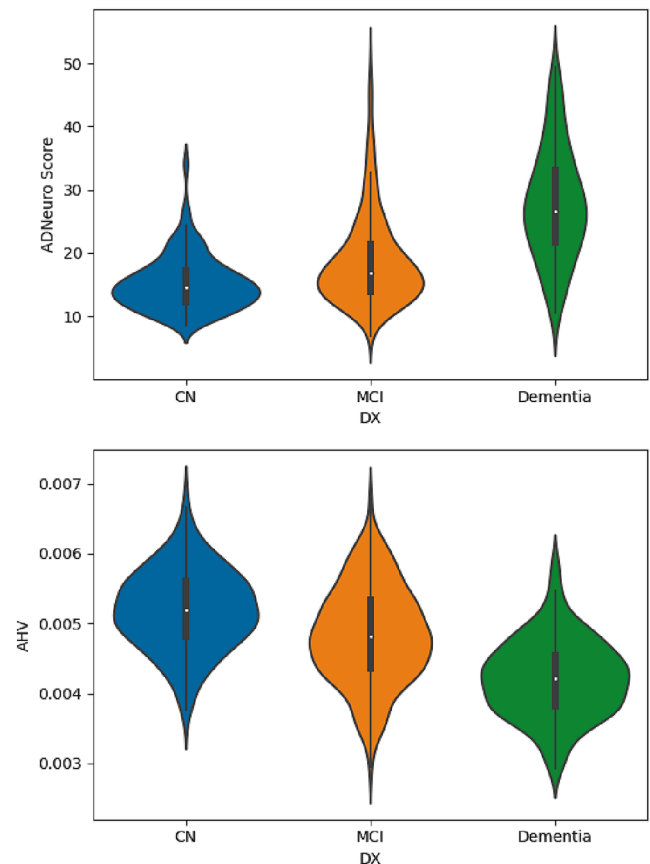 ADNeuro Score
50
40
30
20
10
CN MCI Dementia
DX
AHV
0.007
0.006
0.005
0.004
0.003
CN MCI Dementia
DX